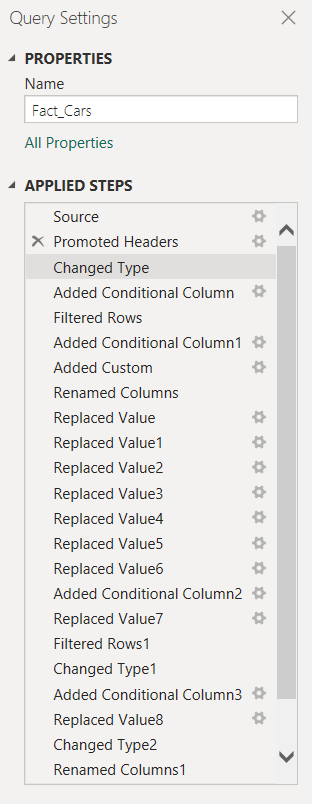 Query Settings
PROPERTIES
Name
Fact_Cars
All Properties
APPLIED STEPS
Source
Promoted Headers
Changed Type
Added Conditional Column
Filtered Rows
Added Conditional Column1
Added Custom
Renamed Columns
Replaced Value
Replaced Value1
Replaced Value2
Replaced Value3
Replaced Value4
Replaced Value5
Replaced Value6
Added Conditional Column2
Replaced Value7
Filtered Rows1
Changed Type1
Added Conditional Column3
Replaced Value8
Changed Type2
Renamed Columns1